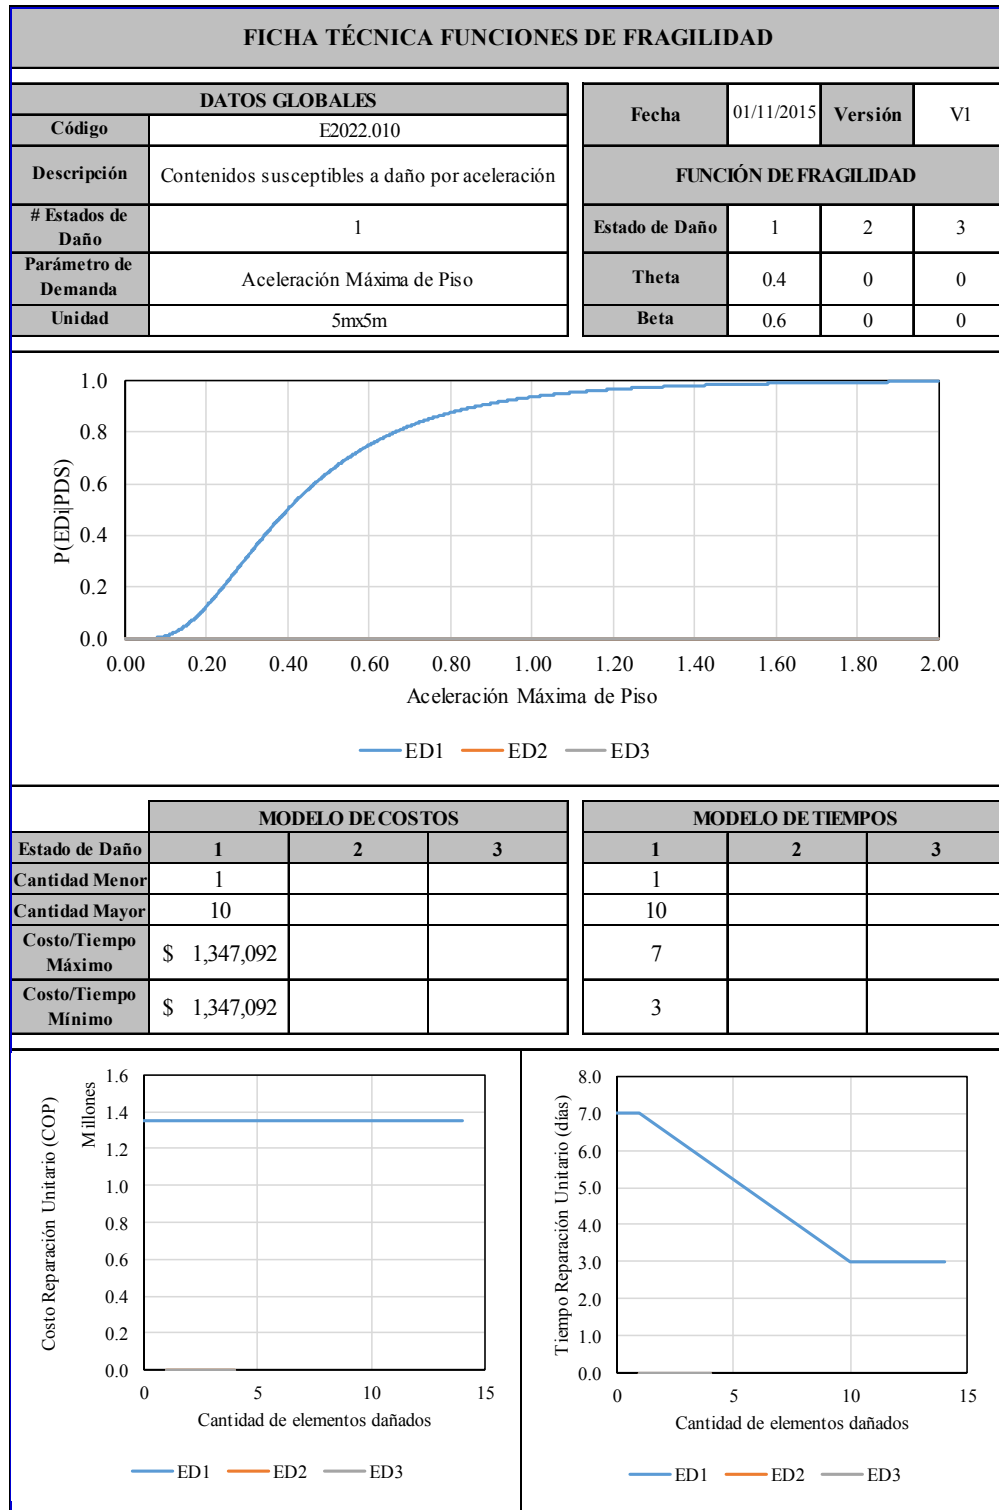 FICHA TÉCNICA FUNCIONES DE FRAGILIDAD
DATOS GLOBALES
Código E2022.010
Descripción Contenidos susceptibles a daño por aceleración
# Estados de Daño 1
Parámetro de Demanda Aceleración Máxima de Piso
Unidad 5mx5m
Fecha 01/11/2015 Versión V1
FUNCIÓN DE FRAGILIDAD
Estado de Daño 1 2 3
Theta 0.4 0 0
Beta 0.6 0 0
P(EDi|PDS)
1.0
0.8
0.6
0.4
0.2
0.0
0.00 0.20 0.40 0.60 0.80 1.00 1.20 1.40 1.60 1.80 2.00
Aceleración Máxima de Piso
ED1 ED2 ED3
MODELO DE COSTOS MODELO DE TIEMPOS
Estado de Daño 1 2 3 1 2 3
Cantidad Menor 1 1
Cantidad Mayor 10 10
Costo/Tiempo Máximo $ 1,347,092 7
Costo/Tiempo Mínimo $ 1,347,092 3
Costo Reparación Unitario (COP)
Millones
1.6
1.4
1.2
1.0
0.8
0.6
0.4
0.2
0.0
0 5 10 15
Cantidad de elementos dañados
ED1 ED2 ED3
Tiempo Reparación Unitario (días)
8.0
7.0
6.0
5.0
4.0
3.0
2.0
1.0
0.0
0 5 10 15
Cantidad de elementos dañados
ED1 ED2 ED3